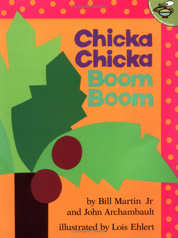 Chicka
Chicka
Boom
Boom
by Bill Martin Jr
and John Archambault
illustrated by Lois Ehlert